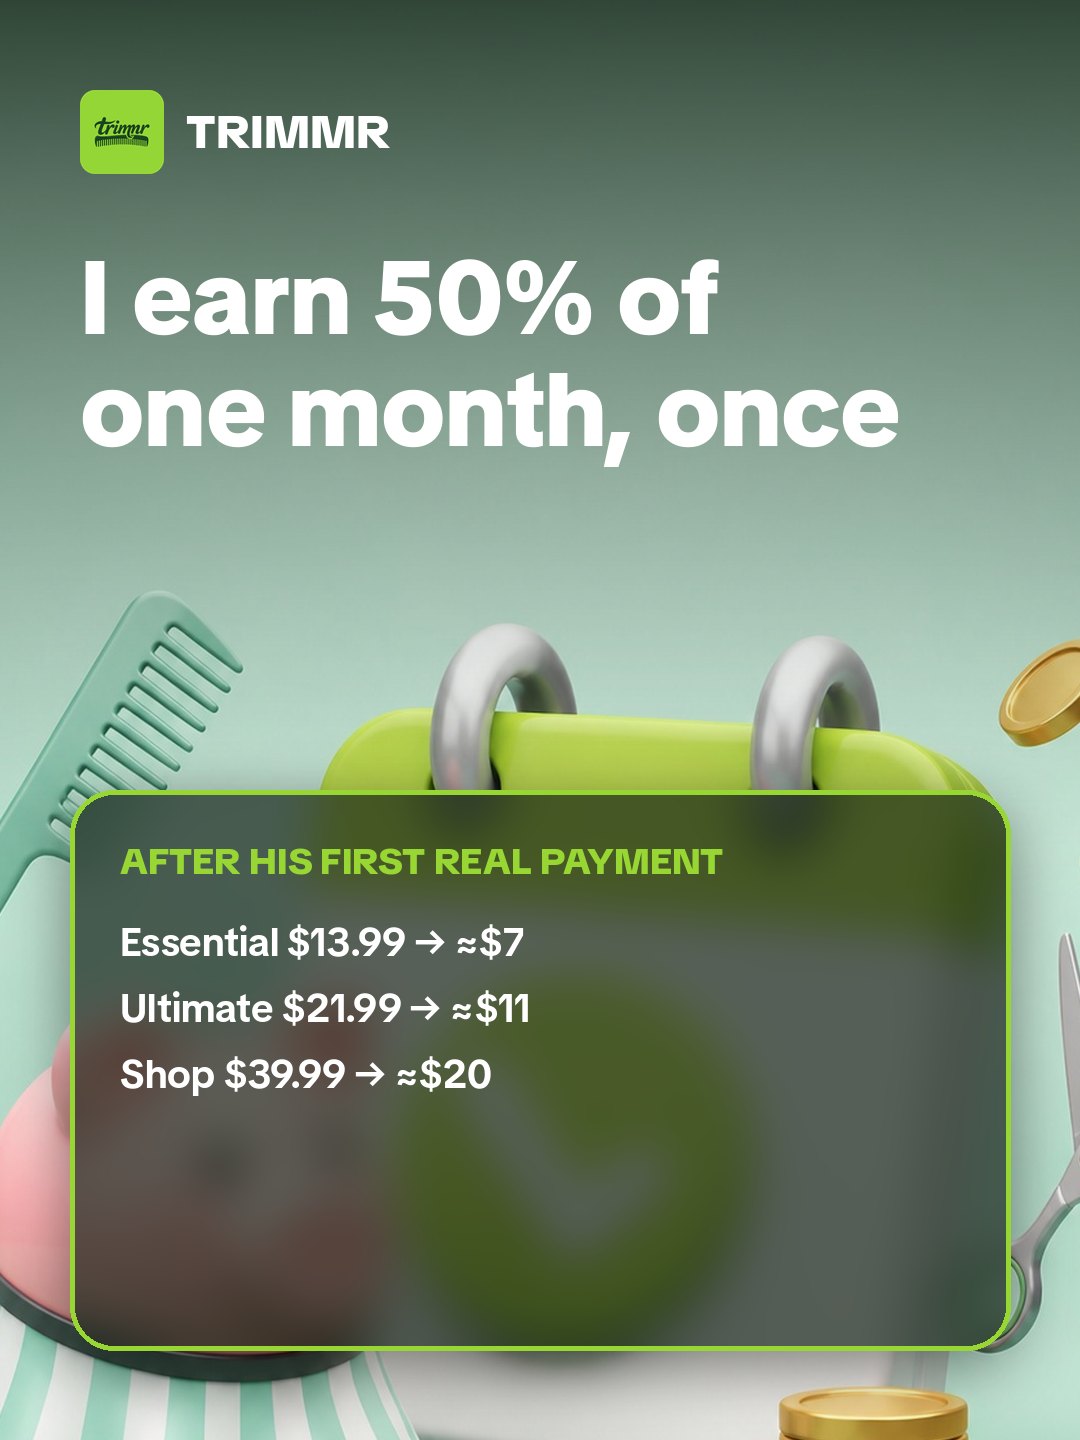 trimmr
TRIMMR
I earn 50% of
one month, once
AFTER HIS FIRST REAL PAYMENT
Essential $13.99 → ≈$7
Ultimate $21.99 → ≈$11
Shop $39.99 → ≈$20